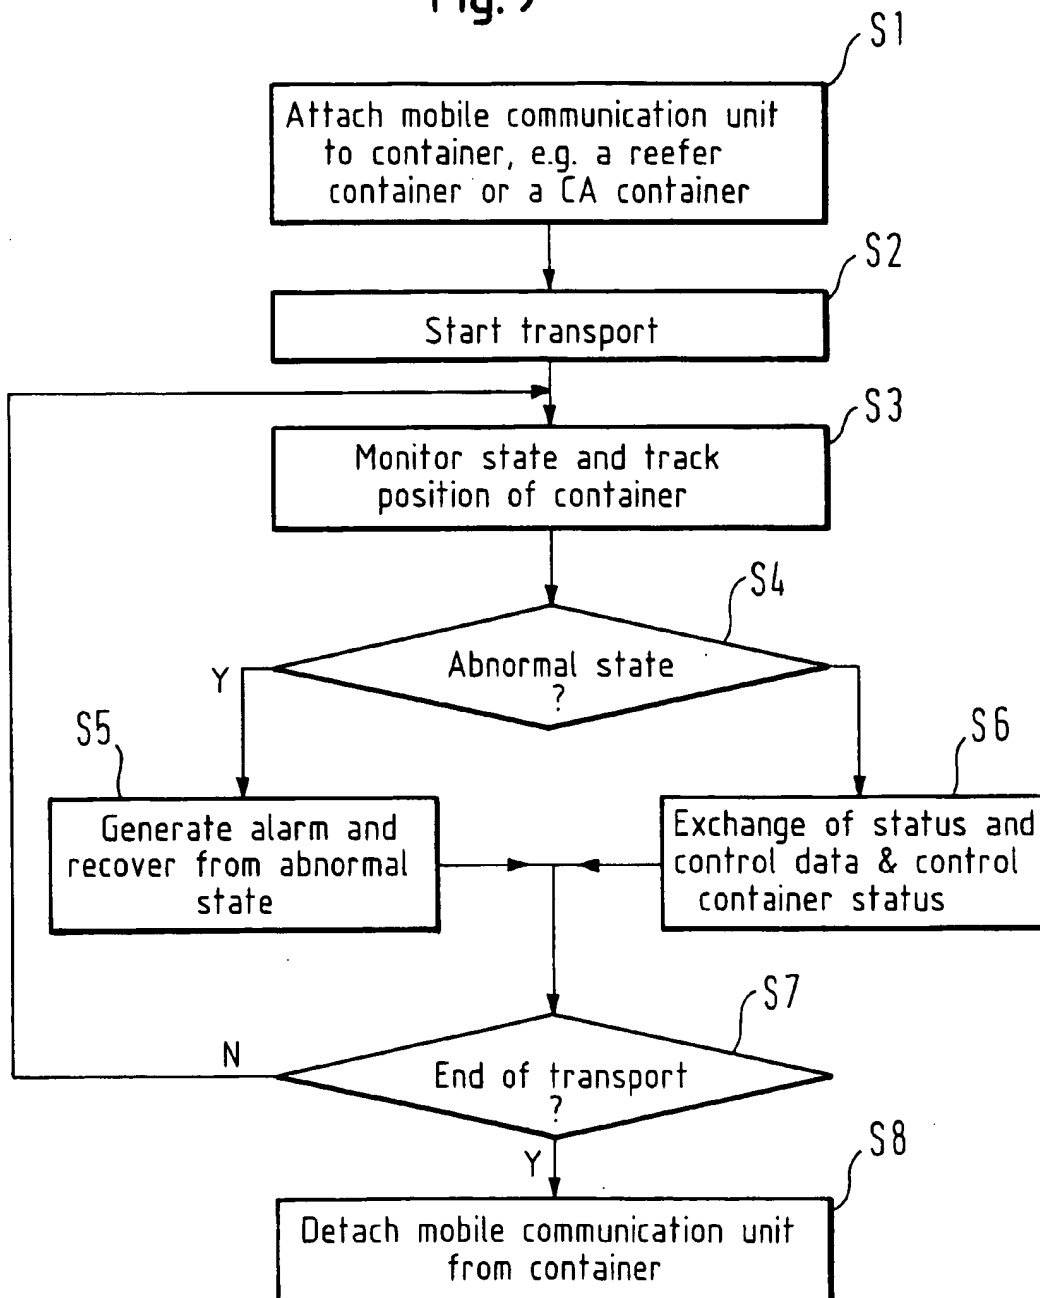 S1
Attach mobile communication unit
to container, e.g. a reefer
container or a CA container
S2
Start transport
S3
Monitor state and track
position of container
S4
Abnormal state
?
Y
S5
S6
Generate alarm and
recover from abnormal
state
Exchange of status and
control data & control
container status
S7
N
End of transport
?
Y
S8
Detach mobile communication unit
from container